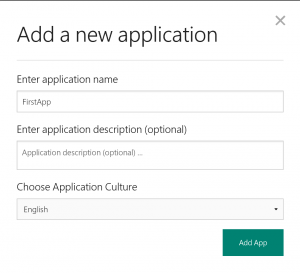 Add a new application
Enter application name
FirstApp
Enter application description (optional)
Application description (optional) ...
Choose Application Culture
English
Add App